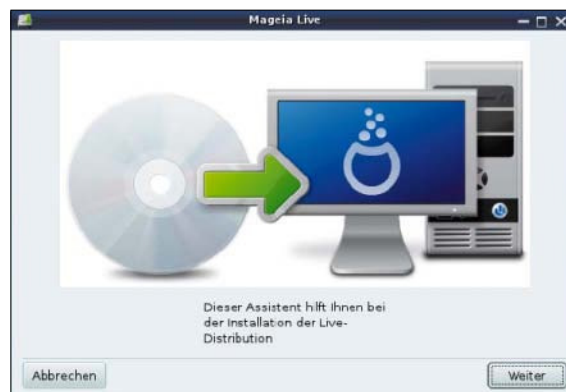 Mageia Live
Dieser Assistent hilft Ihnen bei
der Installation der Live-
Distribution
Abbrechen
Weiter